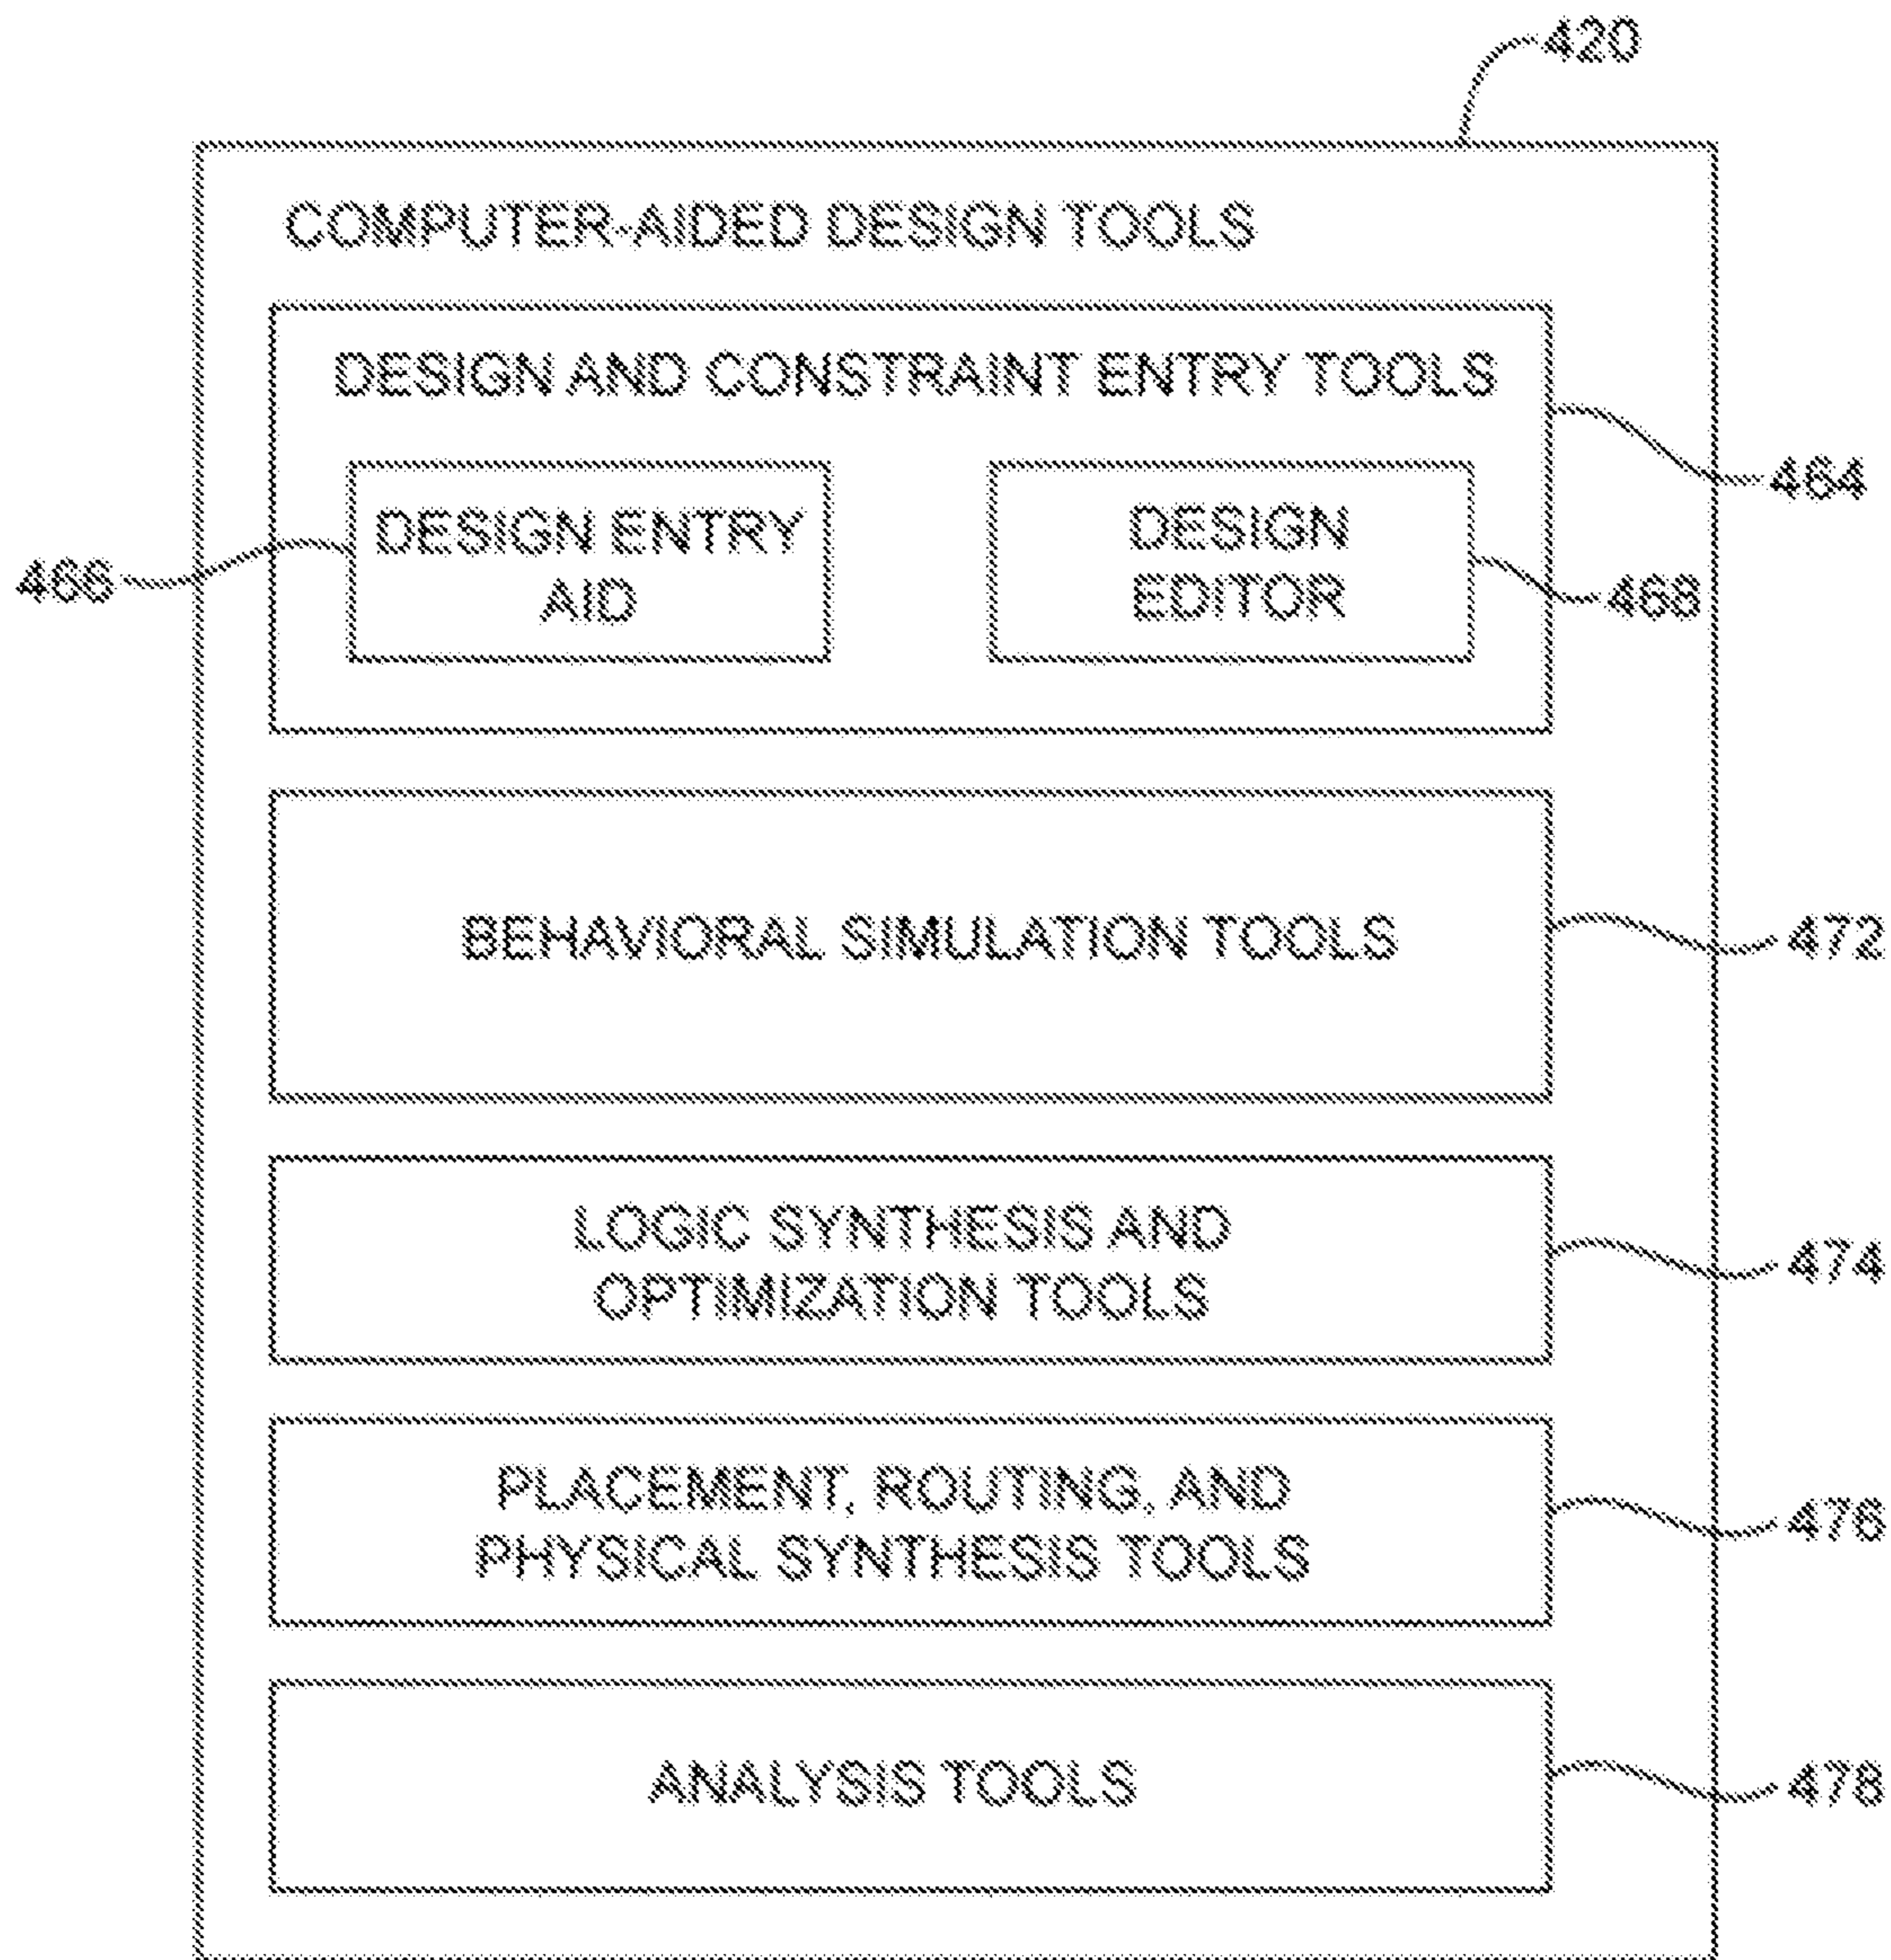 420
COMPUTER-AIDED DESIGN TOOLS
DESIGN AND CONSTRAINT ENTRY TOOLS
464
DESIGN ENTRY
AID
466
DESIGN
EDITOR
468
BEHAVIORAL SIMULATION TOOLS
472
LOGIC SYNTHESIS AND
OPTIMIZATION TOOLS
474
PLACEMENT, ROUTING, AND
PHYSICAL SYNTHESIS TOOLS
476
ANALYSIS TOOLS
478